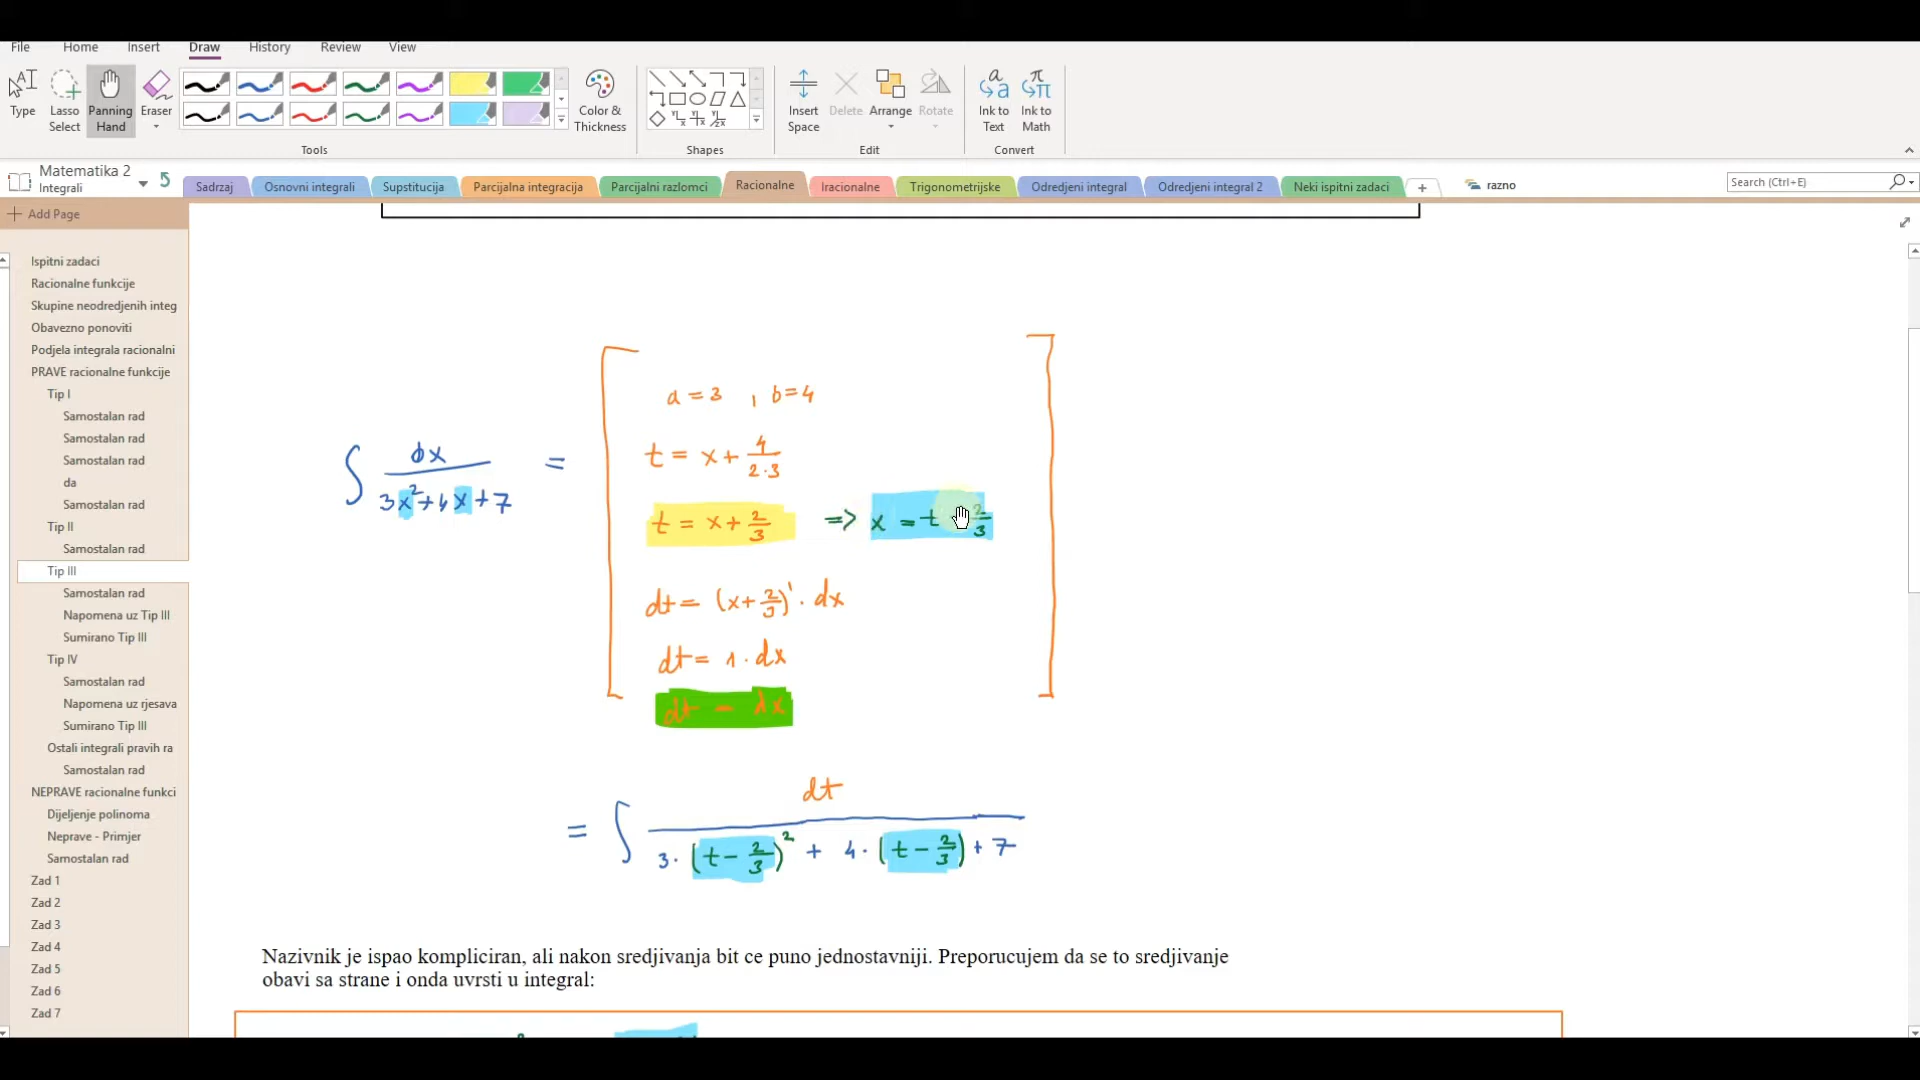 File Home Insert Draw History Review View
Type Lasso Select Panning Hand Eraser Color & Thickness Insert Space Delete Arrange Rotate Ink to Text Ink to Math
Tools Shapes Edit Convert
Matematika 2
Integrali
Sadrzaj Osnovni integrali Supstitucija Parcijalna integracija Parcijalni razlomci Racionalne Iracionalne Trigonometrijske Odredjeni integral Odredjeni integral 2 Neki ispitni zadaci + razno Search (Ctrl+E)
Add Page
Ispitni zadaci
Racionalne funkcije
Skupine neodredjenih integ
Obavezno ponoviti
Podjela integrala racionalni
PRAVE racionalne funkcije
Tip I
Samostalan rad
Samostalan rad
Samostalan rad
da
Samostalan rad
Tip II
Samostalan rad
Tip III
Samostalan rad
Napomena uz Tip III
Sumirano Tip III
Tip IV
Samostalan rad
Napomena uz rjesava
Sumirano Tip III
Ostali integrali pravih ra
Samostalan rad
NEPRAVE racionalne funkci
Dijeljenje polinoma
Neprave - Primjer
Samostalan rad
Zad 1
Zad 2
Zad 3
Zad 4
Zad 5
Zad 6
Zad 7
a = 3 , b = 4
t = x + 4/(2·3)
∫ dx/(3x²+4x+7) =
t = x + 2/3 => x = t - 2/3
dt = (x + 2/3)' · dx
dt = 1 · dx
dt = dx
= ∫ dt/(3·(t - 2/3)² + 4·(t - 2/3) + 7)
Nazivnik je ispao kompliciran, ali nakon sredjivanja bit ce puno jednostavniji. Preporucujem da se to sredjivanje
obavi sa strane i onda uvrsti u integral: